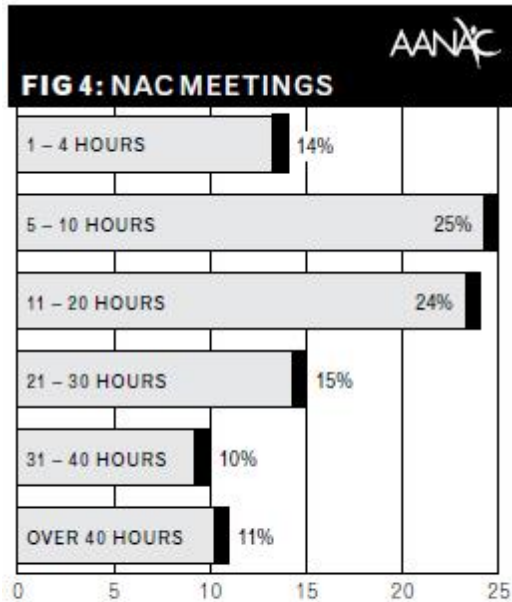 AANAC
FIG 4: NAC MEETINGS
1 – 4 HOURS 14%
5 – 10 HOURS 25%
11 – 20 HOURS 24%
21 – 30 HOURS 15%
31 – 40 HOURS 10%
OVER 40 HOURS 11%
0 5 10 15 20 25